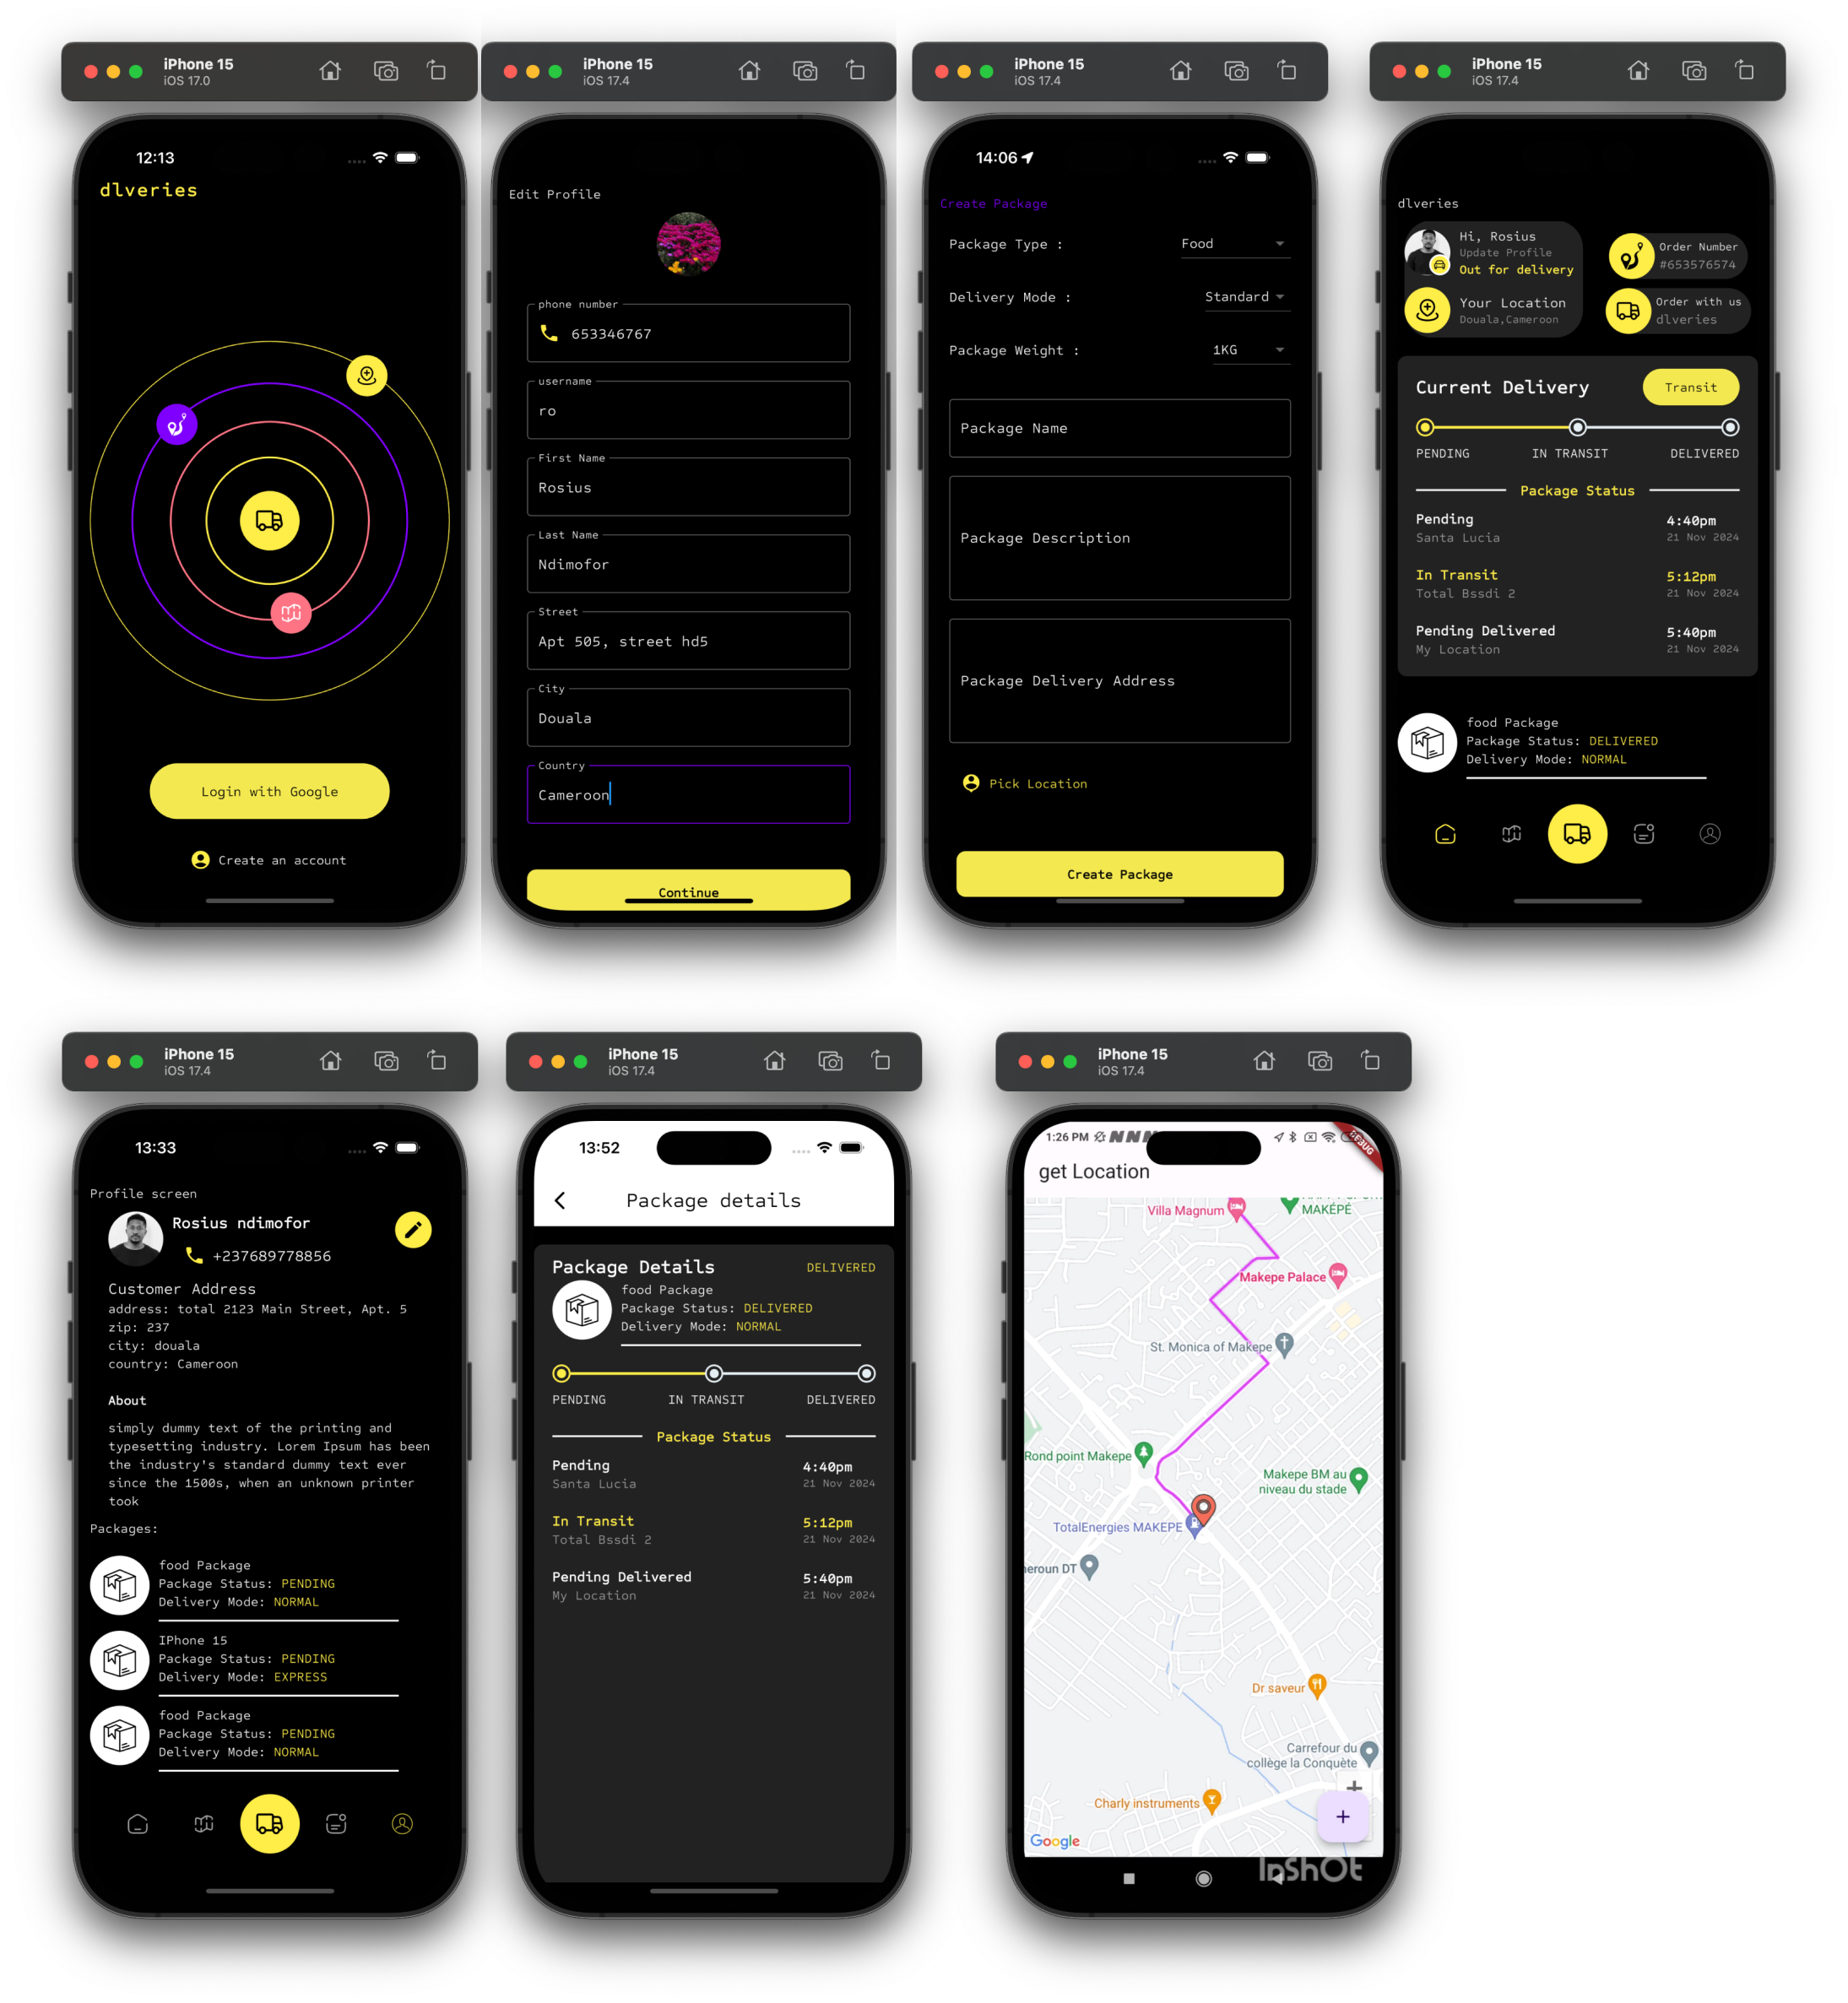 iPhone 15
iOS 17.0
12:13
dlveries
Login with Google
Create an account
iPhone 15
iOS 17.4
Edit Profile
phone number
653346767
username
ro
First Name
Rosius
Last Name
Ndimofor
Street
Apt 505, street hd5
City
Douala
Country
Cameroon
Continue
iPhone 15
iOS 17.4
14:06
Create Package
Package Type : Food
Delivery Mode : Standard
Package Weight : 1KG
Package Name
Package Description
Package Delivery Address
Pick Location
Create Package
iPhone 15
iOS 17.4
dlveries
Hi, Rosius
Update Profile
Out for delivery
Your Location
Douala,Cameroon
Order Number
#653576574
Order with us
dlveries
Current Delivery Transit
PENDING IN TRANSIT DELIVERED
Package Status
Pending 4:40pm
Santa Lucia 21 Nov 2024
In Transit 5:12pm
Total Bssdi 2 21 Nov 2024
Pending Delivered 5:40pm
My Location 21 Nov 2024
food Package
Package Status: DELIVERED
Delivery Mode: NORMAL
iPhone 15
iOS 17.4
13:33
Profile screen
Rosius ndimofor
+237689778856
Customer Address
address: total 2123 Main Street, Apt. 5
zip: 237
city: douala
country: Cameroon
About
simply dummy text of the printing and
typesetting industry. Lorem Ipsum has been
the industry's standard dummy text ever
since the 1500s, when an unknown printer
took
Packages:
food Package
Package Status: PENDING
Delivery Mode: NORMAL
IPhone 15
Package Status: PENDING
Delivery Mode: EXPRESS
food Package
Package Status: PENDING
Delivery Mode: NORMAL
iPhone 15
iOS 17.4
13:52
Package details
Package Details DELIVERED
food Package
Package Status: DELIVERED
Delivery Mode: NORMAL
PENDING IN TRANSIT DELIVERED
Package Status
Pending 4:40pm
Santa Lucia 21 Nov 2024
In Transit 5:12pm
Total Bssdi 2 21 Nov 2024
Pending Delivered 5:40pm
My Location 21 Nov 2024
iPhone 15
iOS 17.4
1:26 PM
get Location
Villa Magnum
MAKÉPÉ
Makepe Palace
St. Monica of Makepe
Rond point Makepe
Makepe BM au
niveau du stade
TotalEnergies MAKEPE
DT
Dr saveur
Carrefour du
collège la Conquète
Charly instruments
Google
InShOt